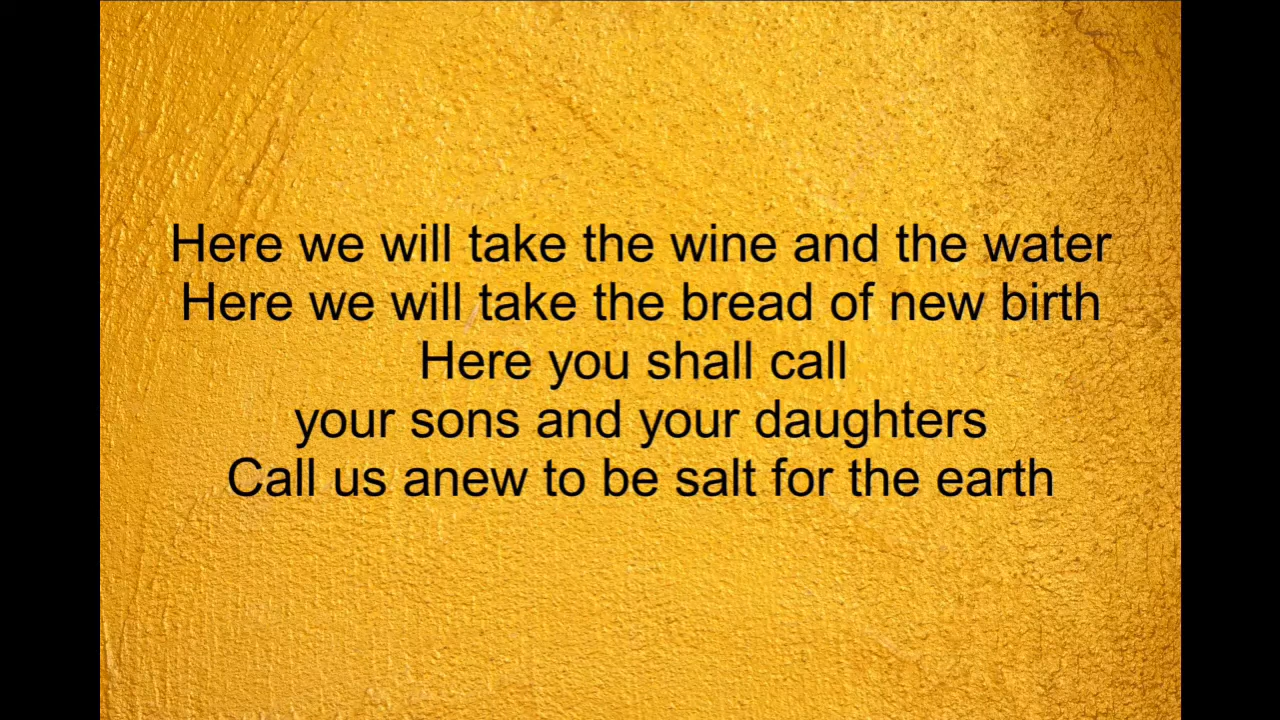 Here we will take the wine and the water
Here we will take the bread of new birth
Here you shall call
your sons and your daughters
Call us anew to be salt for the earth